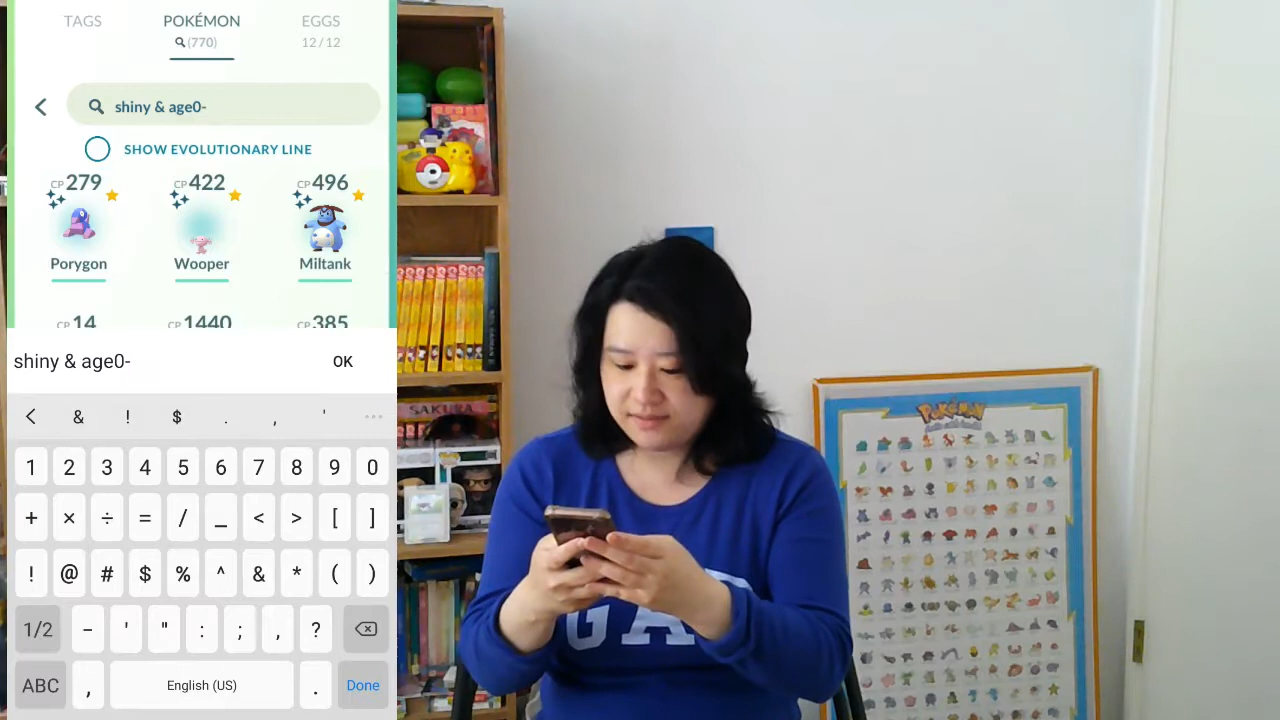 TAGS POKÉMON EGGS
(770) 12/12
shiny & age0-
SHOW EVOLUTIONARY LINE
CP279 CP422 CP496
Porygon Wooper Miltank
CP14 CP1440 CP385
shiny & age0- OK
& ! $ . , ' ...
1 2 3 4 5 6 7 8 9 0
+ × ÷ = / _ < > [ ]
! @ # $ % ^ & * ( )
1/2 - ' " : ; , ?
ABC , English (US) . Done
SAKURA
POKéMON
GAP